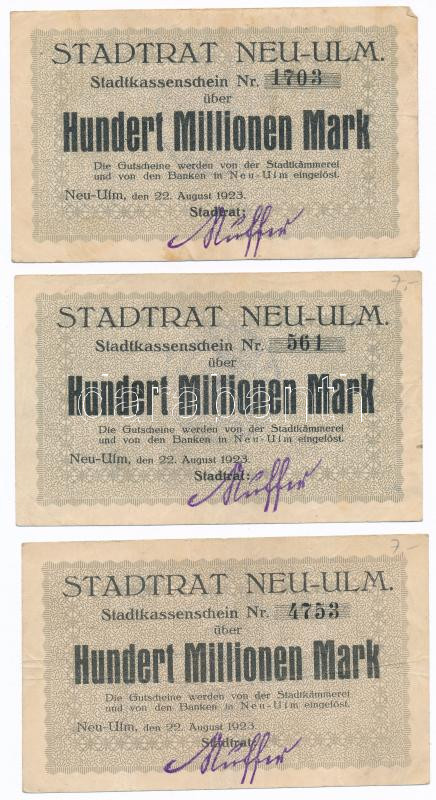 STADTRAT NEU-ULM.
Stadtkassenschein Nr. 1703
über
Hundert Millionen Mark
Die Gutscheine werden von der Stadtkämmerei
und von den Banken in Neu-Ulm eingelöst.
Neu-Ulm, den 22. August 1923.
Stadtrat:
7,-
STADTRAT NEU-ULM.
Stadtkassenschein Nr. 561
über
Hundert Millionen Mark
Die Gutscheine werden von der Stadtkämmerei
und von den Banken in Neu-Ulm eingelöst.
Neu-Ulm, den 22. August 1923.
Stadtrat:
7,-
STADTRAT NEU-ULM.
Stadtkassenschein Nr. 4753
über
Hundert Millionen Mark
Die Gutscheine werden von der Stadtkämmerei
und von den Banken in Neu-Ulm eingelöst.
Neu-Ulm, den 22. August 1923.
Stadtrat: